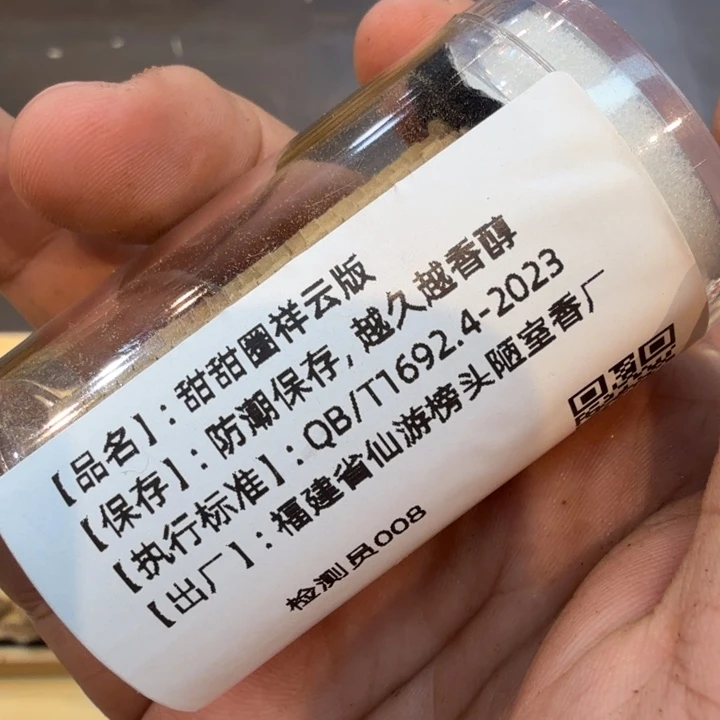 【品名】：甜甜圈祥云版
【保存】：防潮保存，越久越香醇
【执行标准】：QB/T1692.4-2023
【出厂】：福建省仙游榜头陋室香厂
检测员008